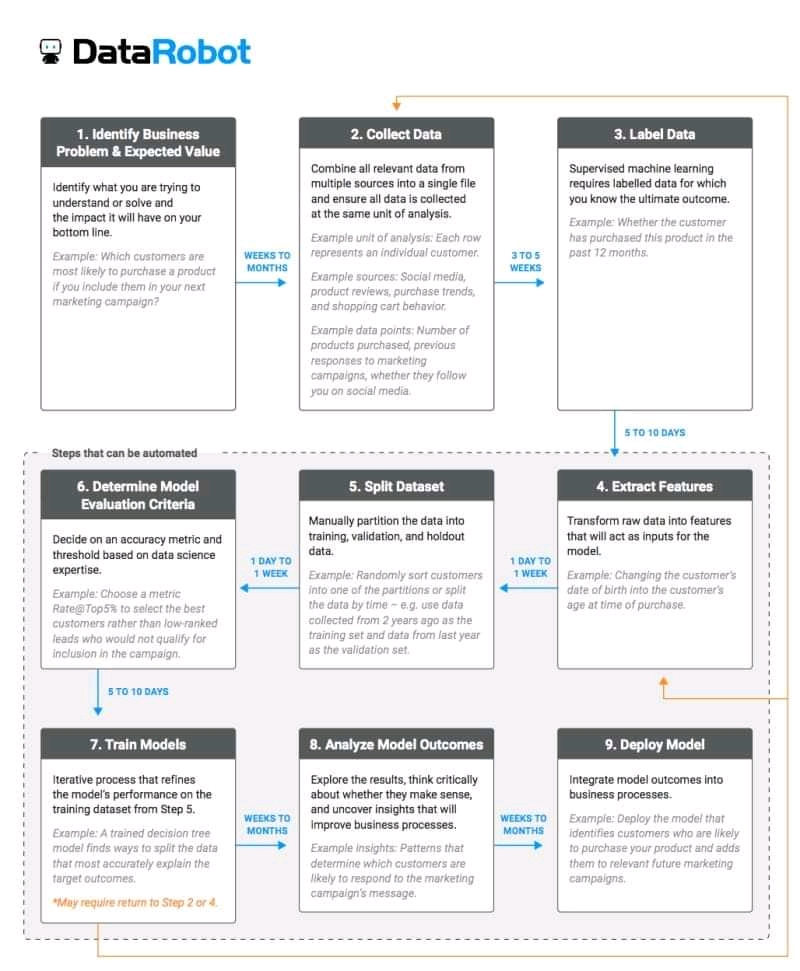 DataRobot
1. Identify Business
Problem & Expected Value
Identify what you are trying to
understand or solve and
the impact it will have on your
bottom line.
Example: Which customers are
most likely to purchase a product
if you include them in your next
marketing campaign?
WEEKS TO
MONTHS
2. Collect Data
Combine all relevant data from
multiple sources into a single file
and ensure all data is collected
at the same unit of analysis.
Example unit of analysis: Each row
represents an individual customer.
Example sources: Social media,
product reviews, purchase trends,
and shopping cart behavior.
Example data points: Number of
products purchased, previous
responses to marketing
campaigns, whether they follow
you on social media.
3 TO 5
WEEKS
3. Label Data
Supervised machine learning
requires labelled data for which
you know the ultimate outcome.
Example: Whether the customer
has purchased this product in the
past 12 months.
5 TO 10 DAYS
Steps that can be automated
4. Extract Features
Transform raw data into features
that will act as inputs for the
model.
Example: Changing the customer's
date of birth into the customer's
age at time of purchase.
1 DAY TO
1 WEEK
5. Split Dataset
Manually partition the data into
training, validation, and holdout
data.
Example: Randomly sort customers
into one of the partitions or split
the data by time – e.g. use data
collected from 2 years ago as the
training set and data from last year
as the validation set.
1 DAY TO
1 WEEK
6. Determine Model
Evaluation Criteria
Decide on an accuracy metric and
threshold based on data science
expertise.
Example: Choose a metric
Rate@Top5% to select the best
customers rather than low-ranked
leads who would not qualify for
inclusion in the campaign.
5 TO 10 DAYS
7. Train Models
Iterative process that refines
the model's performance on the
training dataset from Step 5.
Example: A trained decision tree
model finds ways to split the data
that most accurately explain the
target outcomes.
*May require return to Step 2 or 4.
WEEKS TO
MONTHS
8. Analyze Model Outcomes
Explore the results, think critically
about whether they make sense,
and uncover insights that will
improve business processes.
Example insights: Patterns that
determine which customers are
likely to respond to the marketing
campaign's message.
WEEKS TO
MONTHS
9. Deploy Model
Integrate model outcomes into
business processes.
Example: Deploy the model that
identifies customers who are likely
to purchase your product and adds
them to relevant future marketing
campaigns.